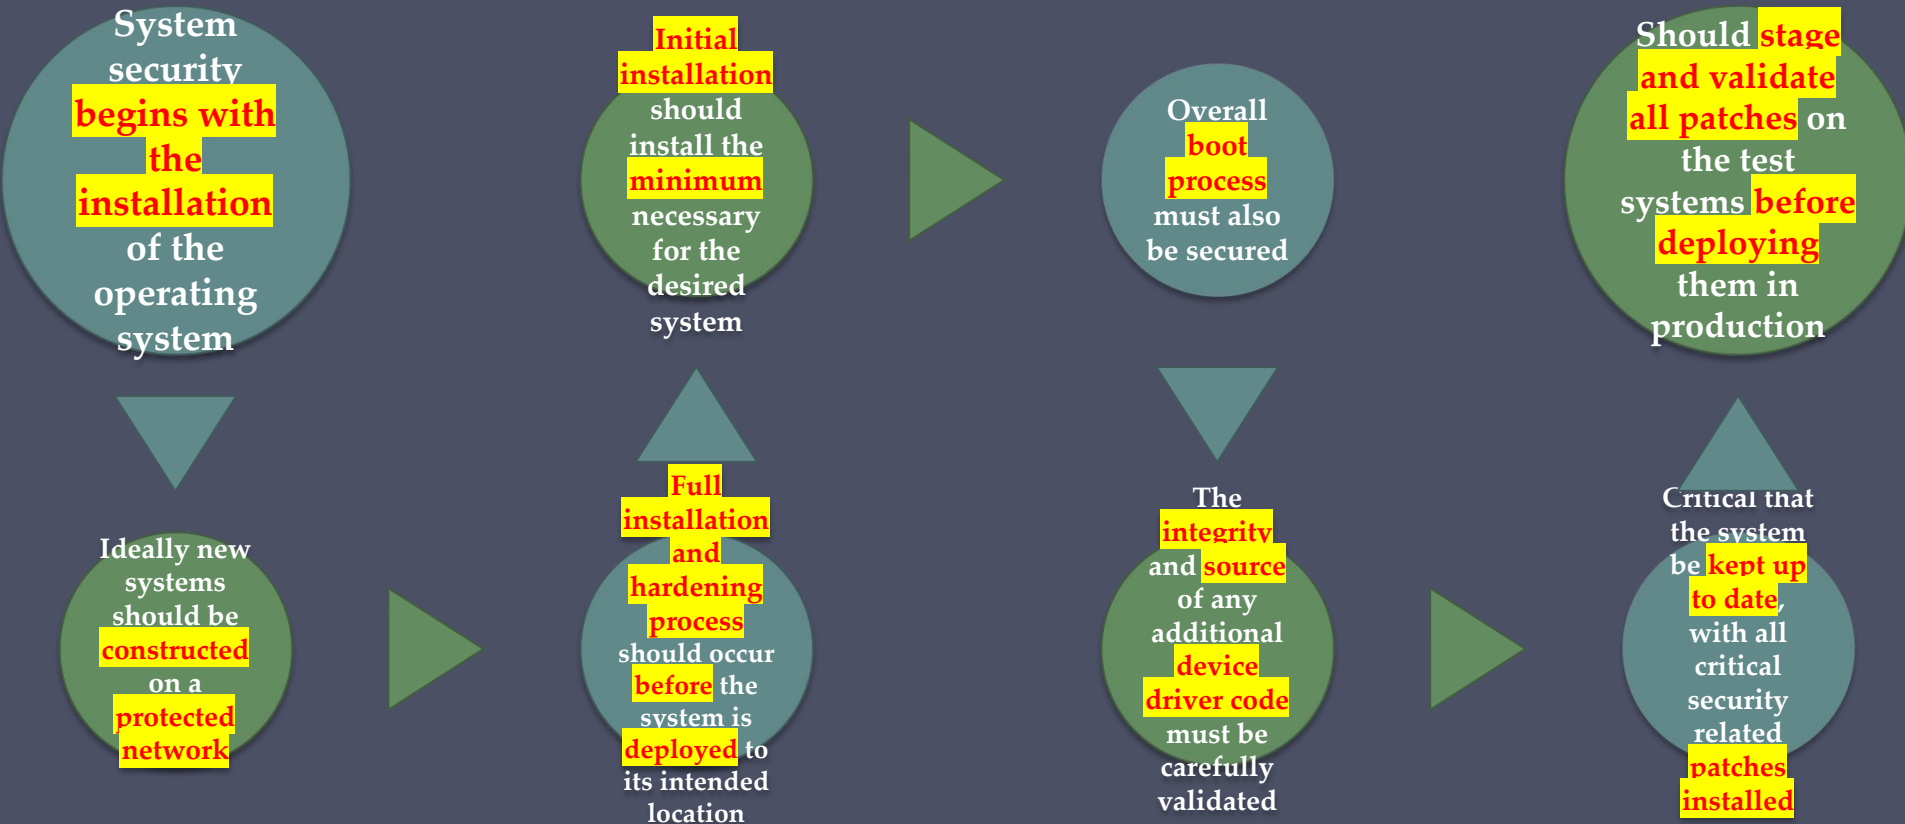 System
security
begins with
the
installation
of the
operating
system
Ideally new
systems
should be
constructed
on a
protected
network
Full
installation
and
hardening
process
should occur
before the
system is
deployed to
its intended
location
Initial
installation
should
install the
minimum
necessary
for the
desired
system
Overall
boot
process
must also
be secured
The
integrity
and source
of any
additional
device
driver code
must be
carefully
validated
Critical that
the system
be kept up
to date,
with all
critical
security
related
patches
installed
Should stage
and validate
all patches on
the test
systems before
deploying
them in
production